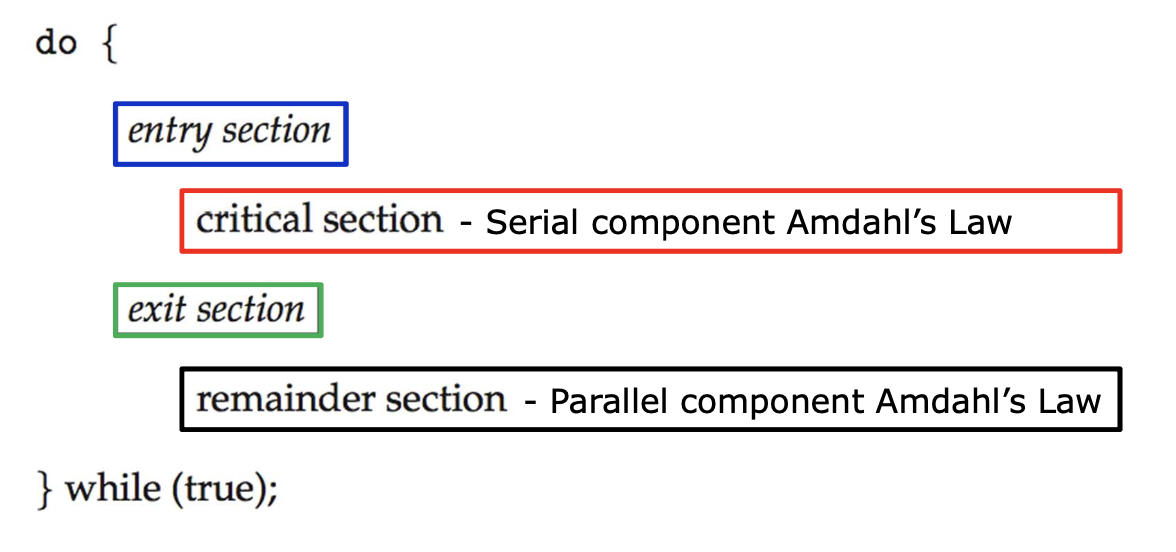 do {
entry section
critical section - Serial component Amdahl’s Law
exit section
remainder section - Parallel component Amdahl’s Law
} while (true);